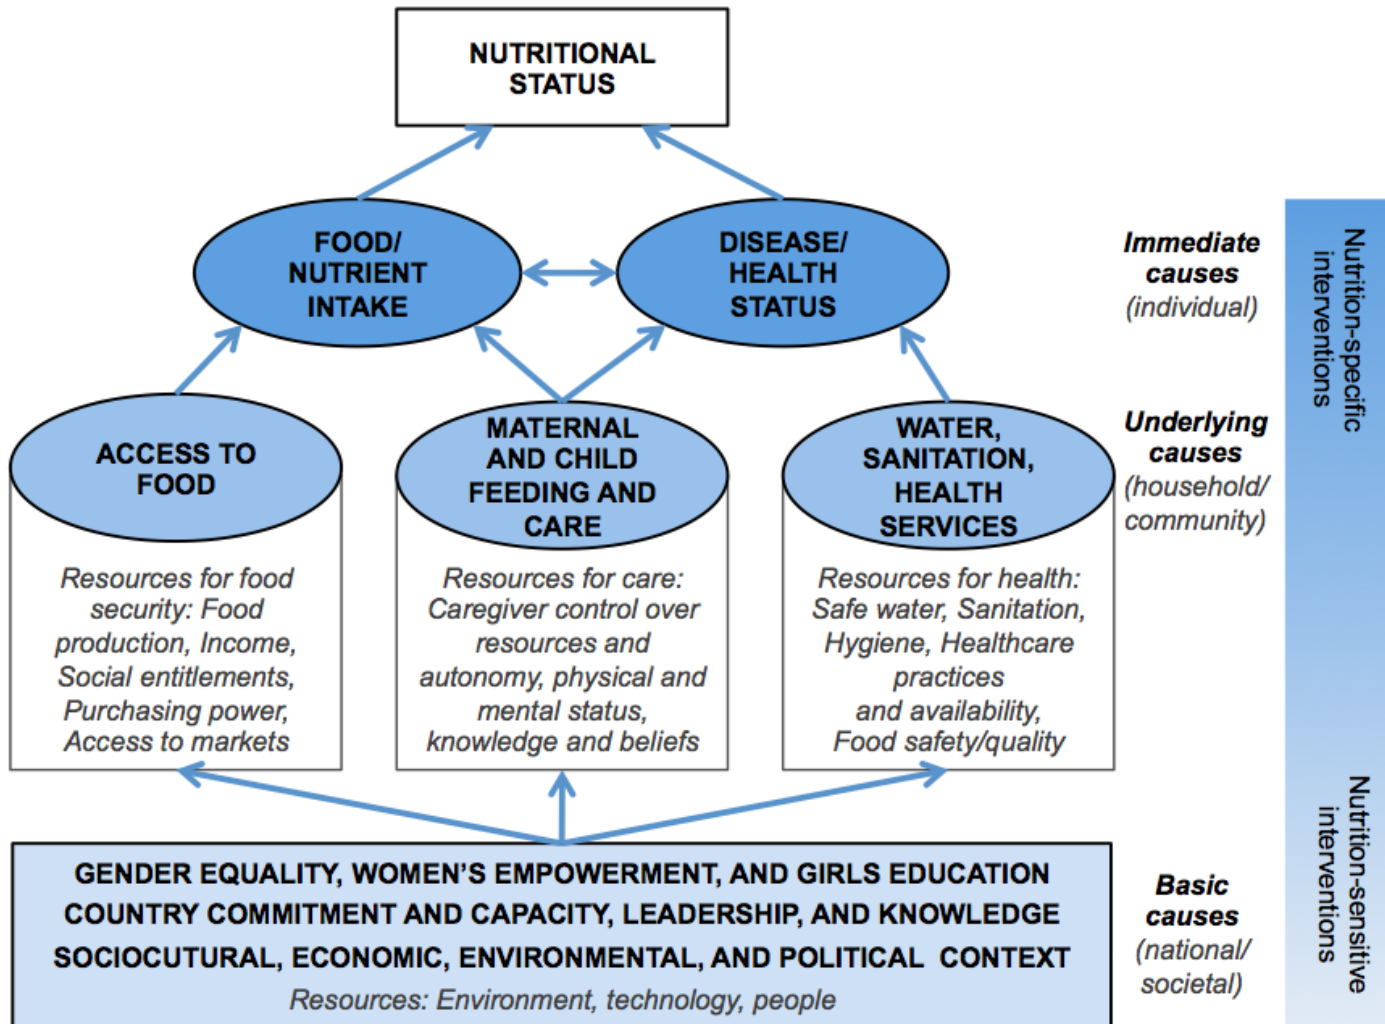 NUTRITIONAL
STATUS
FOOD/
NUTRIENT
INTAKE
DISEASE/
HEALTH
STATUS
Immediate
causes
(individual)
Nutrition-specific
interventions
ACCESS TO
FOOD
MATERNAL
AND CHILD
FEEDING AND
CARE
WATER,
SANITATION,
HEALTH
SERVICES
Underlying
causes
(household/
community)
Resources for food
security: Food
production, Income,
Social entitlements,
Purchasing power,
Access to markets
Resources for care:
Caregiver control over
resources and
autonomy, physical and
mental status,
knowledge and beliefs
Resources for health:
Safe water, Sanitation,
Hygiene, Healthcare
practices
and availability,
Food safety/quality
GENDER EQUALITY, WOMEN’S EMPOWERMENT, AND GIRLS EDUCATION
COUNTRY COMMITMENT AND CAPACITY, LEADERSHIP, AND KNOWLEDGE
SOCIOCUTURAL, ECONOMIC, ENVIRONMENTAL, AND POLITICAL CONTEXT
Resources: Environment, technology, people
Basic
causes
(national/
societal)
Nutrition-sensitive
interventions